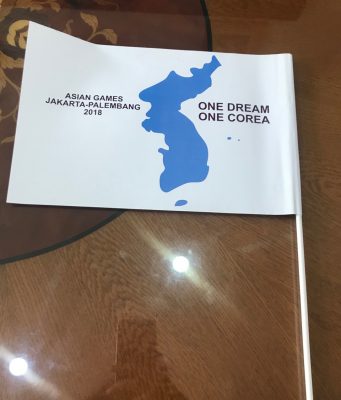 ASIAN GAMES
JAKARTA-PALEMBANG
2018
ONE DREAM
ONE COREA